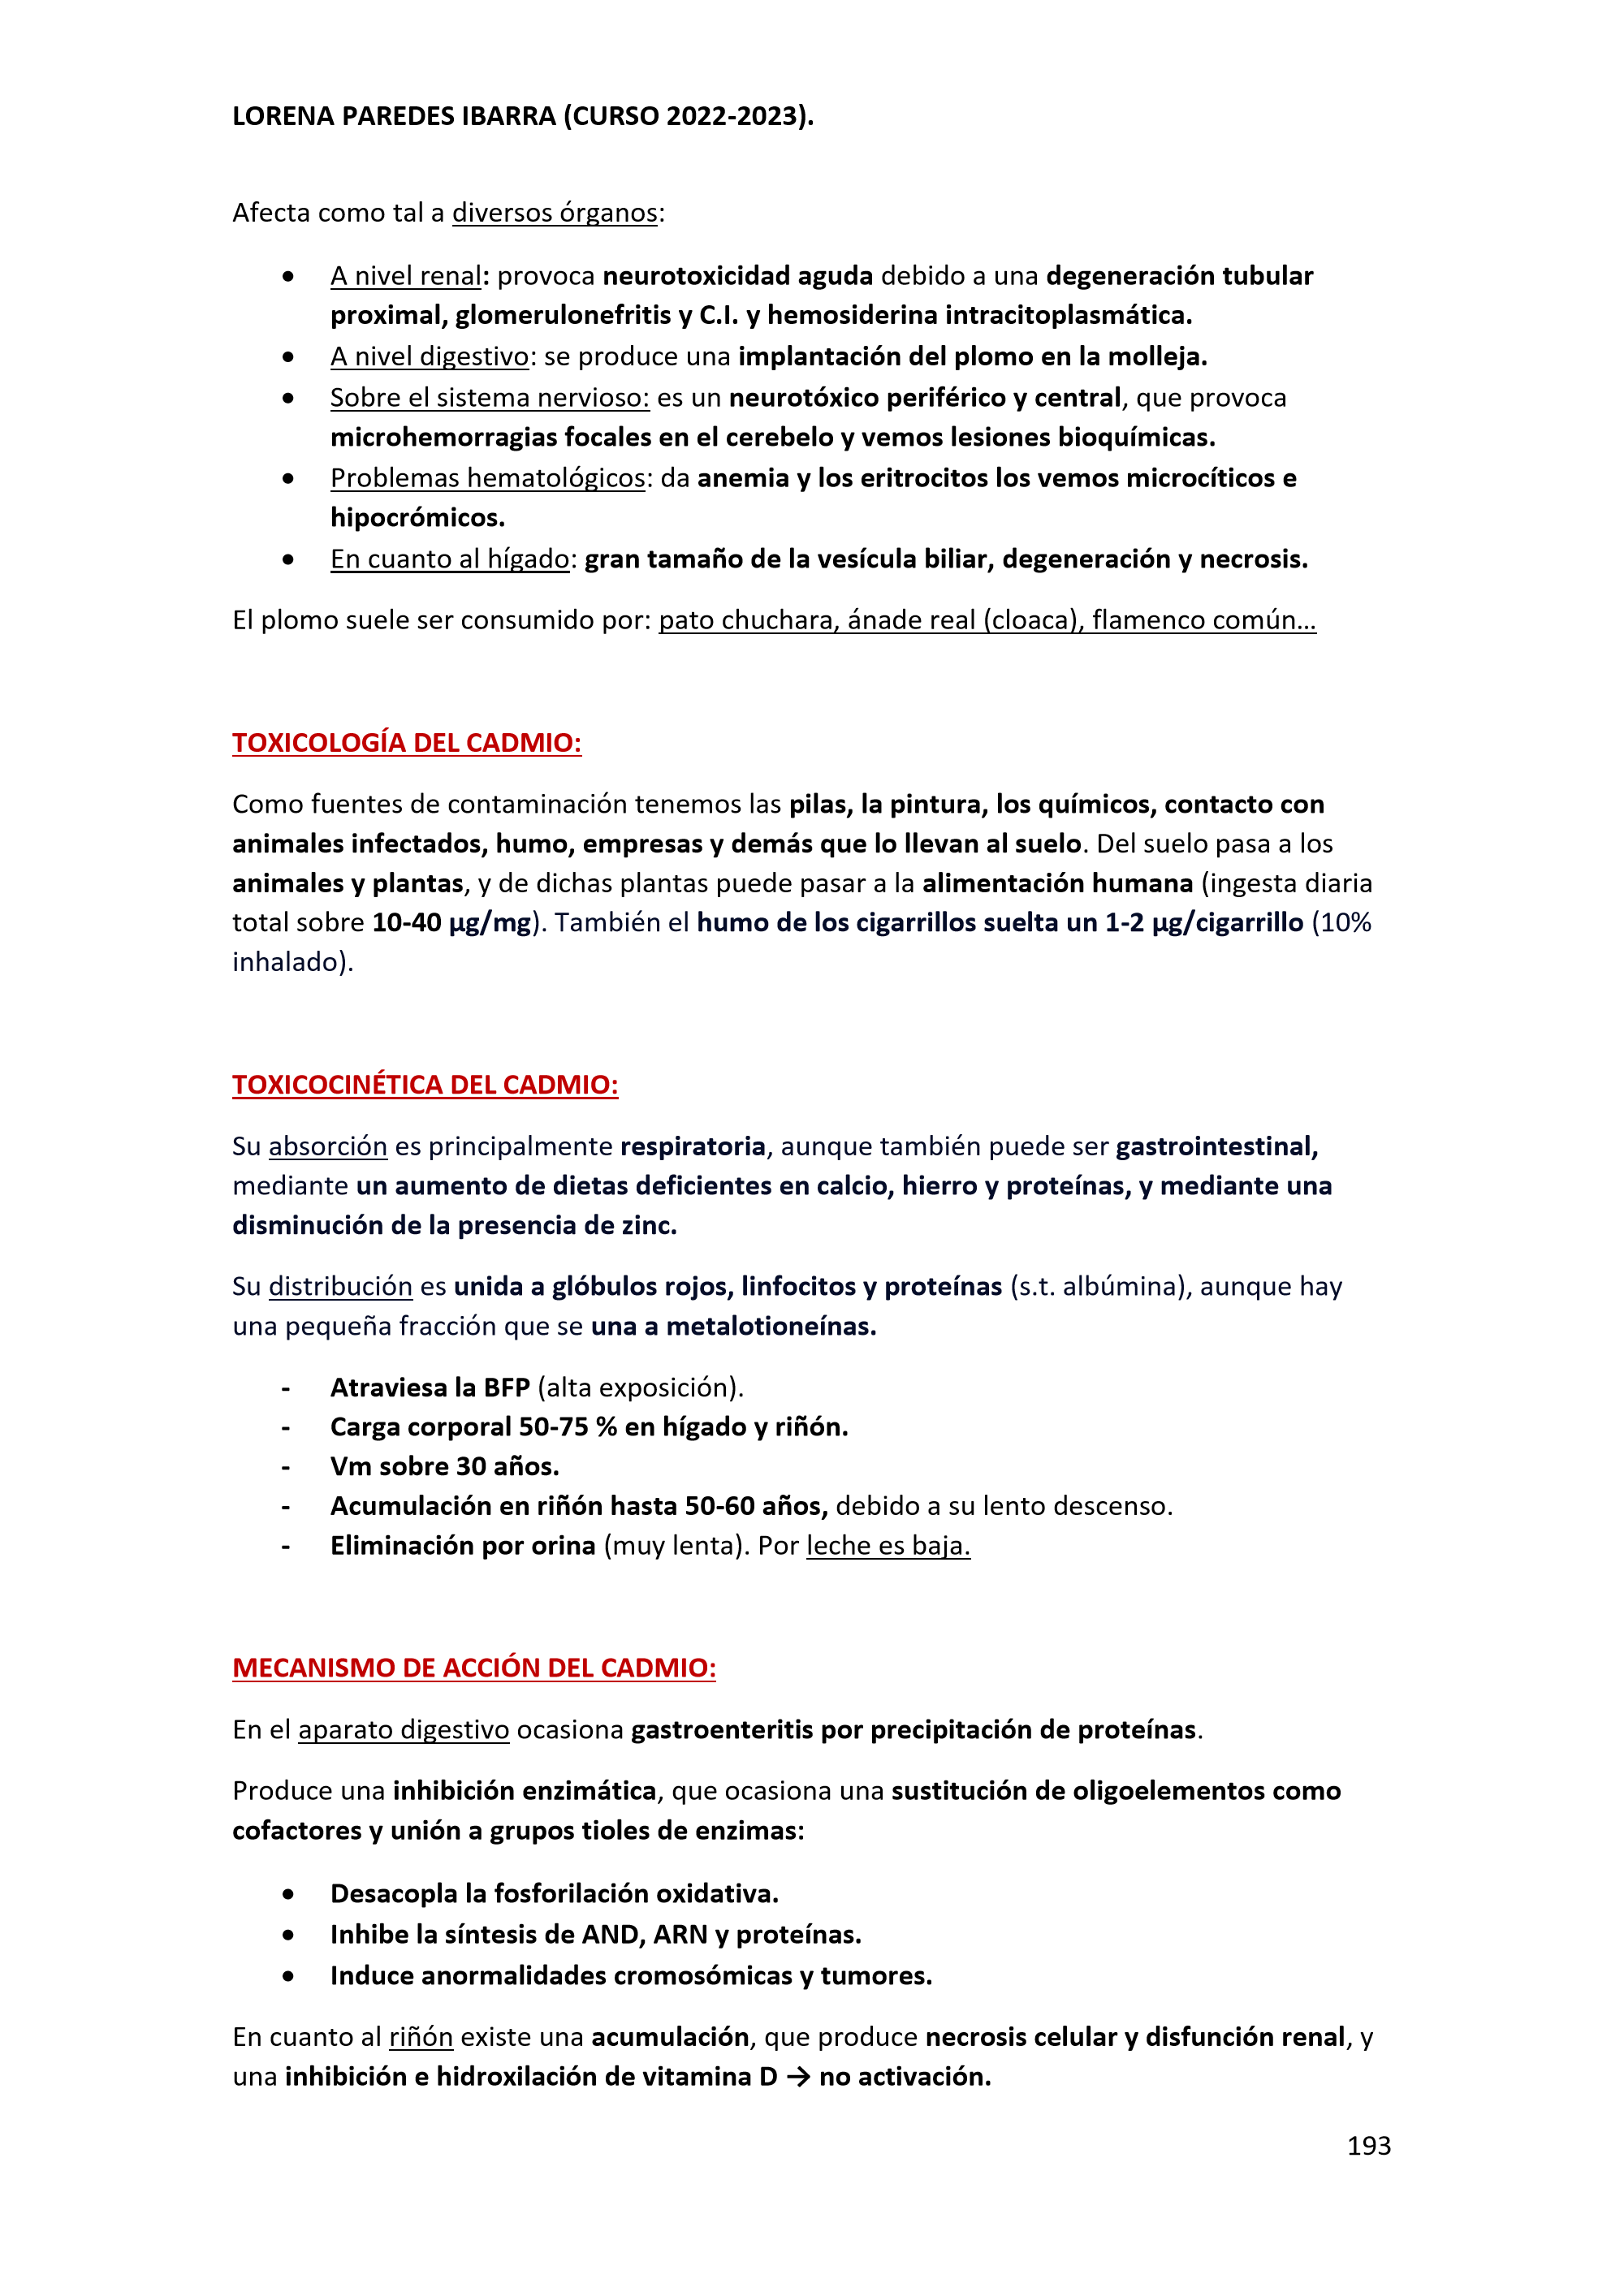 LORENA PAREDES IBARRA (CURSO 2022-2023).
Afecta como tal a diversos órganos:
• A nivel renal: provoca neurotoxicidad aguda debido a una degeneración tubular
proximal, glomerulonefritis y C.I. y hemosiderina intracitoplasmática.
• A nivel digestivo: se produce una implantación del plomo en la molleja.
• Sobre el sistema nervioso: es un neurotóxico periférico y central, que provoca
microhemorragias focales en el cerebelo y vemos lesiones bioquímicas.
• Problemas hematológicos: da anemia y los eritrocitos los vemos microcíticos e
hipocrómicos.
• En cuanto al hígado: gran tamaño de la vesícula biliar, degeneración y necrosis.
El plomo suele ser consumido por: pato chuchara, ánade real (cloaca), flamenco común...
TOXICOLOGÍA DEL CADMIO:
Como fuentes de contaminación tenemos las pilas, la pintura, los químicos, contacto con
animales infectados, humo, empresas y demás que lo llevan al suelo. Del suelo pasa a los
animales y plantas, y de dichas plantas puede pasar a la alimentación humana (ingesta diaria
total sobre 10-40 µg/mg). También el humo de los cigarrillos suelta un 1-2 µg/cigarrillo (10%
inhalado).
TOXICOCINÉTICA DEL CADMIO:
Su absorción es principalmente respiratoria, aunque también puede ser gastrointestinal,
mediante un aumento de dietas deficientes en calcio, hierro y proteínas, y mediante una
disminución de la presencia de zinc.
Su distribución es unida a glóbulos rojos, linfocitos y proteínas (s.t. albúmina), aunque hay
una pequeña fracción que se una a metalotioneínas.
- Atraviesa la BFP (alta exposición).
- Carga corporal 50-75 % en hígado y riñón.
- Vm sobre 30 años.
- Acumulación en riñón hasta 50-60 años, debido a su lento descenso.
- Eliminación por orina (muy lenta). Por leche es baja.
MECANISMO DE ACCIÓN DEL CADMIO:
En el aparato digestivo ocasiona gastroenteritis por precipitación de proteínas.
Produce una inhibición enzimática, que ocasiona una sustitución de oligoelementos como
cofactores y unión a grupos tioles de enzimas:
• Desacopla la fosforilación oxidativa.
• Inhibe la síntesis de AND, ARN y proteínas.
• Induce anormalidades cromosómicas y tumores.
En cuanto al riñón existe una acumulación, que produce necrosis celular y disfunción renal, y
una inhibición e hidroxilación de vitamina D → no activación.
193